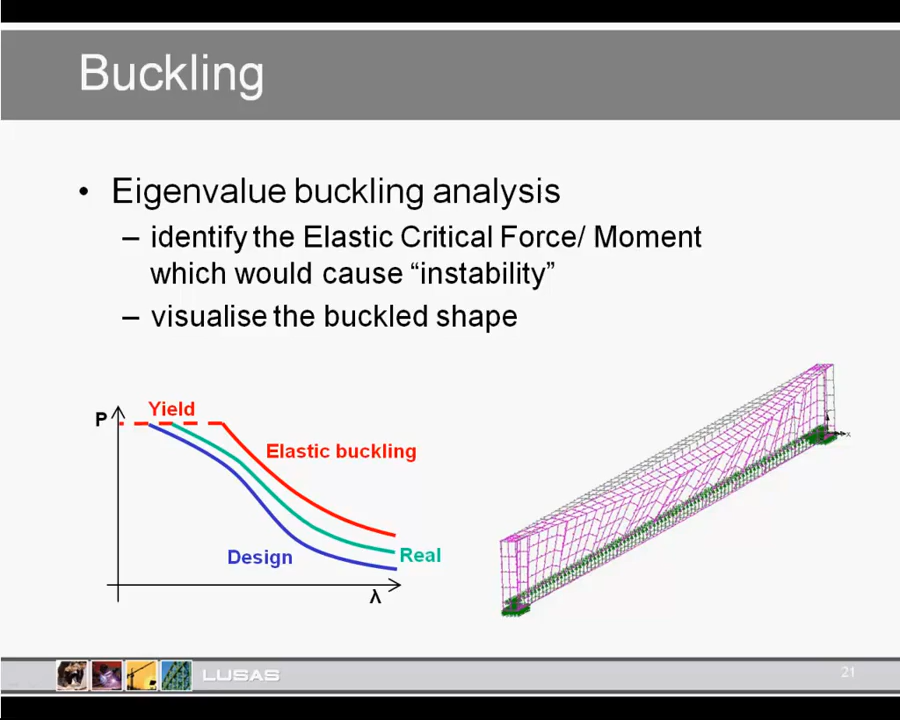 Buckling
• Eigenvalue buckling analysis
– identify the Elastic Critical Force/ Moment
which would cause “instability”
– visualise the buckled shape
P
Yield
Elastic buckling
Design
Real
λ
x
LUSAS
21